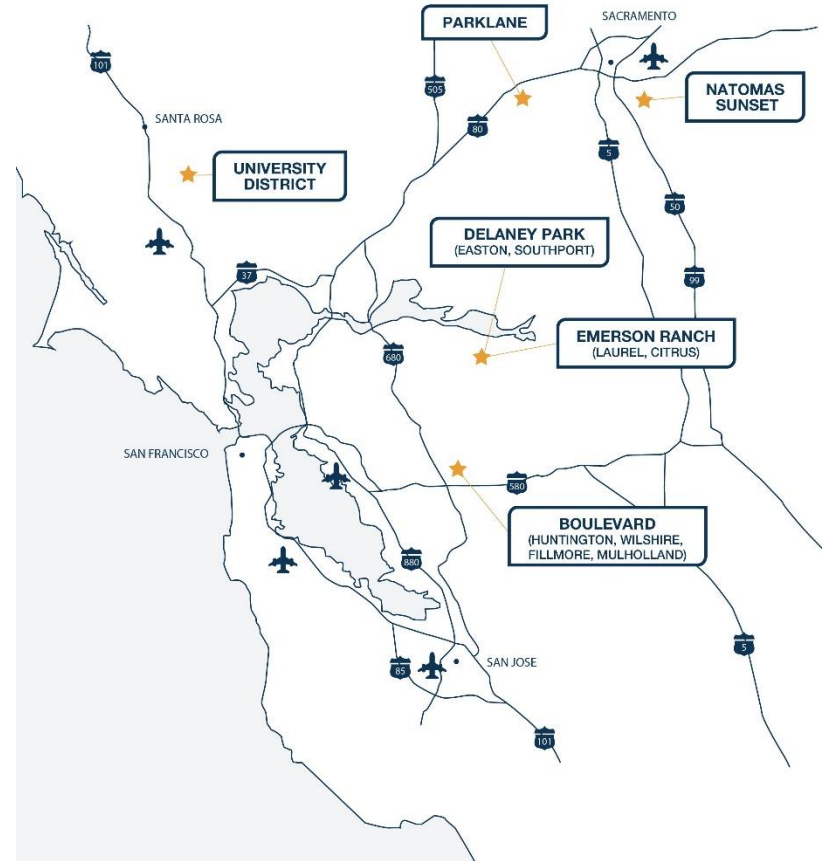 PARKLANE
SACRAMENTO
101
505
NATOMAS
SUNSET
SANTA ROSA
80
5
UNIVERSITY
DISTRICT
50
DELANEY PARK
(EASTON, SOUTHPORT)
37
99
EMERSON RANCH
(LAUREL, CITRUS)
680
SAN FRANCISCO
580
BOULEVARD
(HUNTINGTON, WILSHIRE,
FILLMORE, MULHOLLAND)
880
5
SAN JOSE
85
101